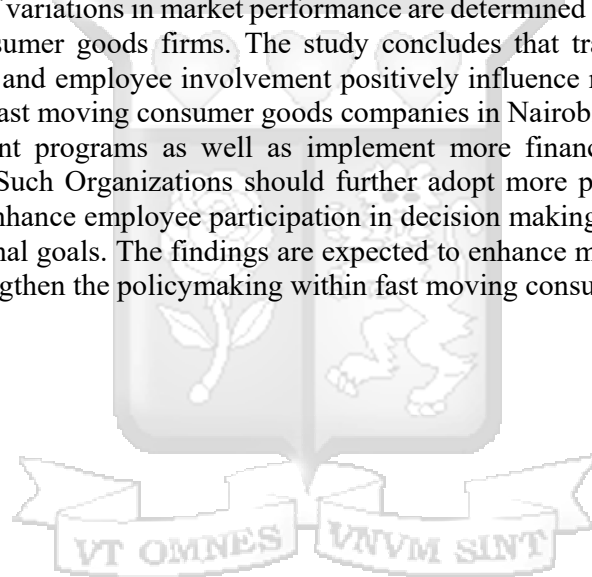 variations in market performance are determined
sumer goods firms. The study concludes that tra
and employee involvement positively influence
ast moving consumer goods companies in Nairob
nt programs as well as implement more financ
Such Organizations should further adopt more p
nhance employee participation in decision making
nal goals. The findings are expected to enhance m
gthen the policymaking within fast moving consu
VT OMNES VNVM SINT